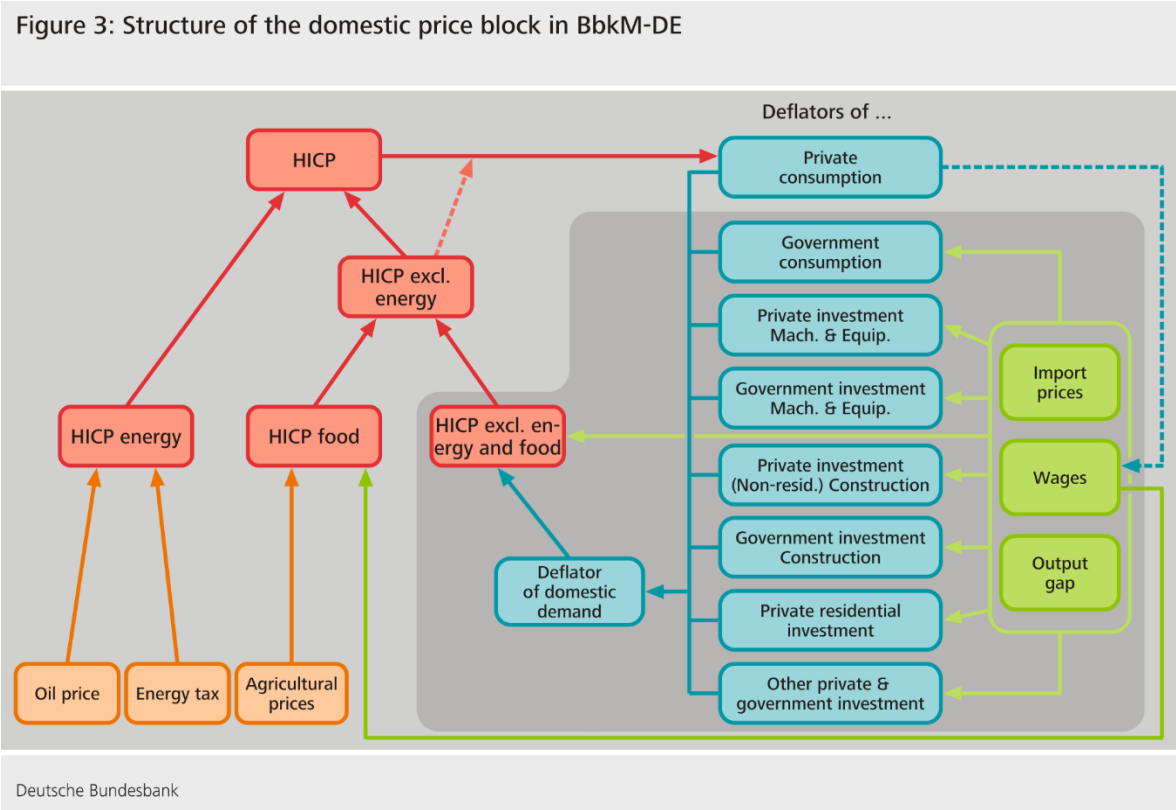 Figure 3: Structure of the domestic price block in BbkM-DE
Deflators of ...
HICP
Private
consumption
Government
consumption
HICP excl.
energy
Private investment
Mach. & Equip.
Import
prices
Government investment
Mach. & Equip.
HICP energy
HICP food
HICP excl. en-
ergy and food
Private investment
(Non-resid.) Construction
Wages
Government investment
Construction
Output
gap
Deflator
of domestic
demand
Private residential
investment
Oil price
Energy tax
Agricultural
prices
Other private &
government investment
Deutsche Bundesbank